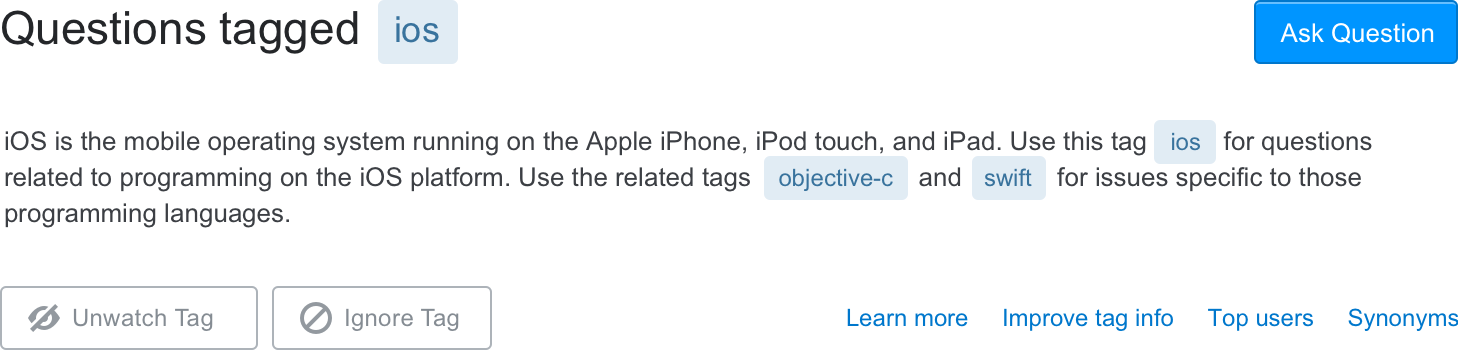 Questions tagged ios
Ask Question
iOS is the mobile operating system running on the Apple iPhone, iPod touch, and iPad. Use this tag ios for questions
related to programming on the iOS platform. Use the related tags objective-c and swift for issues specific to those
programming languages.
Unwatch Tag
Ignore Tag
Learn more
Improve tag info
Top users
Synonyms